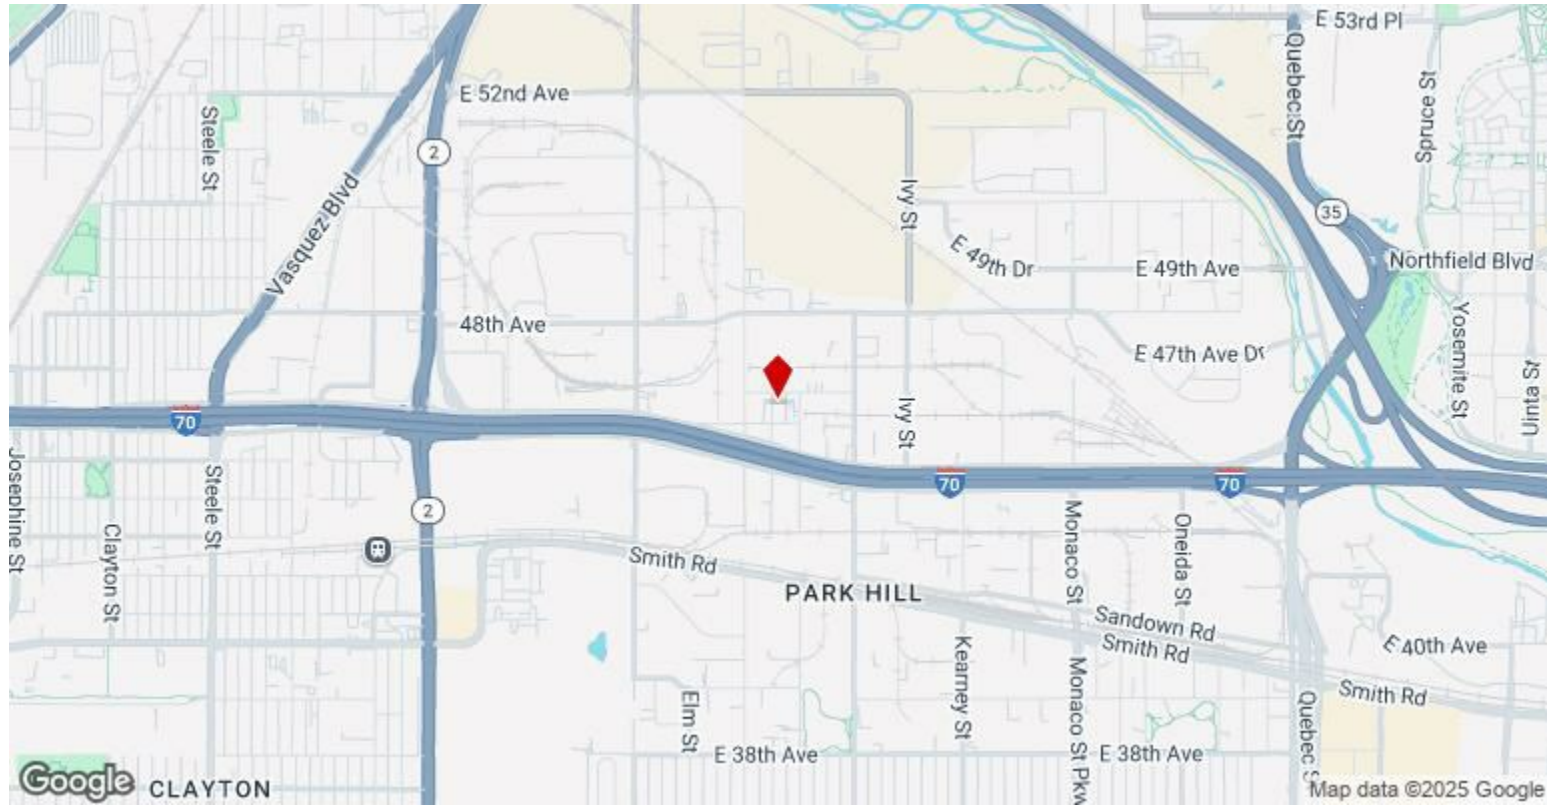 E 53rd Pl
Quebec St
Spruce St
E 52nd Ave
Steele St
2
Vasquez Blvd
Ivy St
35
E 49th Dr
E 49th Ave
Northfield Blvd
48th Ave
E 47th Ave Dr
Yosemite St
Uinta St
70
Ivy St
Josephine St
Steele St
70
70
2
Clayton St
Monaco St
Oneida St
Smith Rd
PARK HILL
Sandown Rd
Smith Rd
E 40th Ave
Kearney St
Smith Rd
Elm St
Monaco St Pkw
Quebec S
E 38th Ave
E 38th Ave
Google
CLAYTON
Map data ©2025 Google